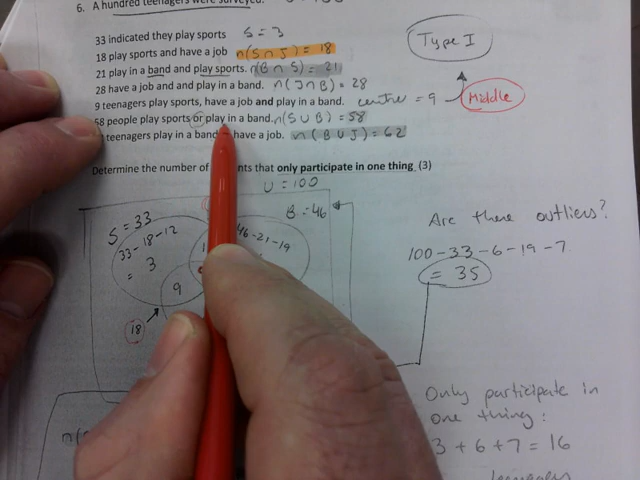 6. A hundred teenagers were surveyed.
33 indicated they play sports S = 3
18 play sports and have a job n(S ∩ J) = 18
21 play in a band and play sports. n(B ∩ S) = 21
28 have a job and and play in a band. n(J ∩ B) = 28
9 teenagers play sports, have a job and play in a band. centre = 9
58 people play sports or play in a band. n(S ∪ B) = 58
teenagers play in a band have a job. n(B ∪ J) = 62
Type I
Middle
Determine the number of that only participate in one thing. (3)
U = 100
S = 33
B = 46
33-18-12
= 3
46-21-19
9
18
Are there outliers?
100-33-6-19-7
= 35
Only participate in
one thing:
3 + 6 + 7 = 16
teenagers